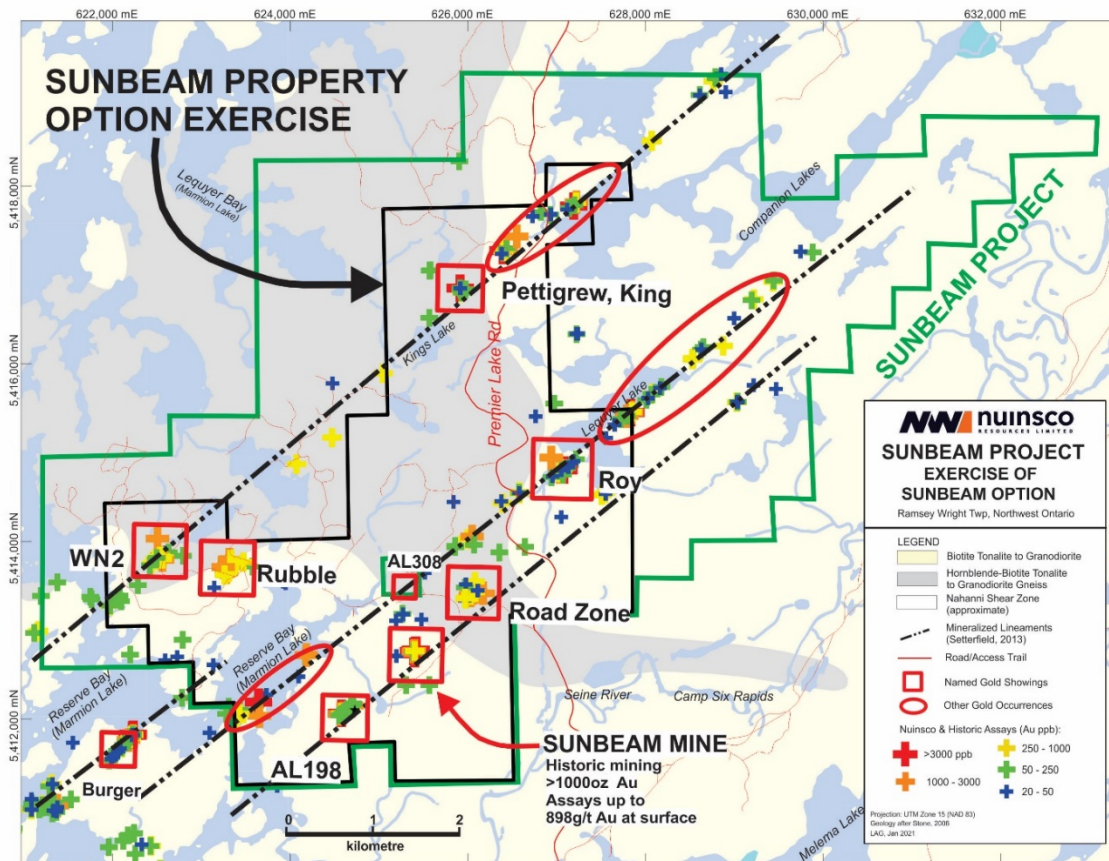 622,000 mE
624,000 mE
626,000 mE
628,000 mE
630,000 mE
632,000 mE
SUNBEAM PROPERTY
OPTION EXERCISE
5,418,000 mN
5,416,000 mN
5,414,000 mN
5,412,000 mN
Lequyer Bay
(Marmion Lake)
Companion Lakes
SUNBEAM PROJECT
Pettigrew, King
Kings Lake
Premier Lake Rd
Lequyer Lake
Roy
WN2
Rubble
AL308
Road Zone
Reserve Bay
(Marmion Lake)
Reserve Bay
(Marmion Lake)
Seine River
Camp Six Rapids
Burger
AL198
SUNBEAM MINE
Historic mining
>1000oz Au
Assays up to
898g/t Au at surface
0
1
2
kilometre
Melema Lake
NW nuinsco
RESOURCES LIMITED
SUNBEAM PROJECT
EXERCISE OF
SUNBEAM OPTION
Ramsey Wright Twp, Northwest Ontario
LEGEND
Biotite Tonalite to Granodiorite
Hornblende-Biotite Tonalite
to Granodiorite Gneiss
Nahanni Shear Zone
(approximate)
Mineralized Lineaments
(Setterfield, 2013)
Road/Access Trail
Named Gold Showings
Other Gold Occurrences
Nuinsco & Historic Assays (Au ppb):
>3000 ppb
250 - 1000
50 - 250
1000 - 3000
20 - 50
Projection: UTM Zone 15 (NAD 83)
Geology after Stone, 2008
LAG, Jan 2021